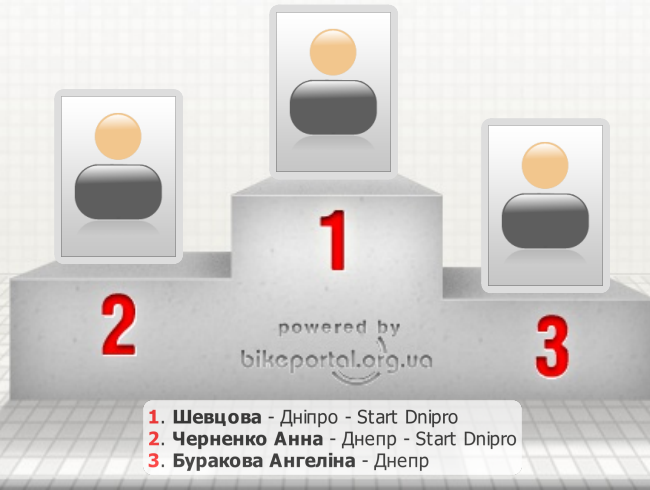 1
2
3
powered by
bikeportal.org.ua
1. Шевцова - Дніпро - Start Dnipro
2. Черненко Анна - Днепр - Start Dnipro
3. Буракова Ангеліна - Днепр